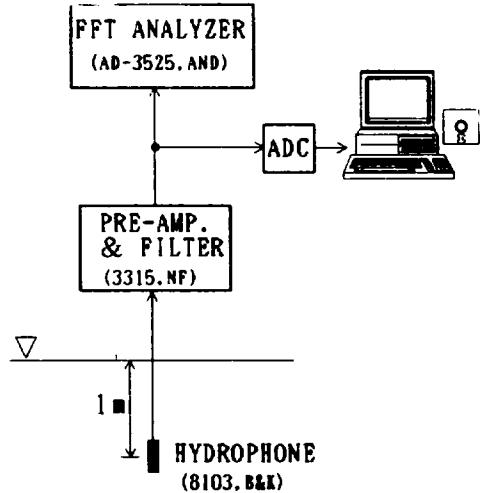 FFT ANALYZER
(AD-3525, AND)
ADC
PRE-AMP.
& FILTER
(3315, NF)
1 m
HYDROPHONE
(8103, B&K)